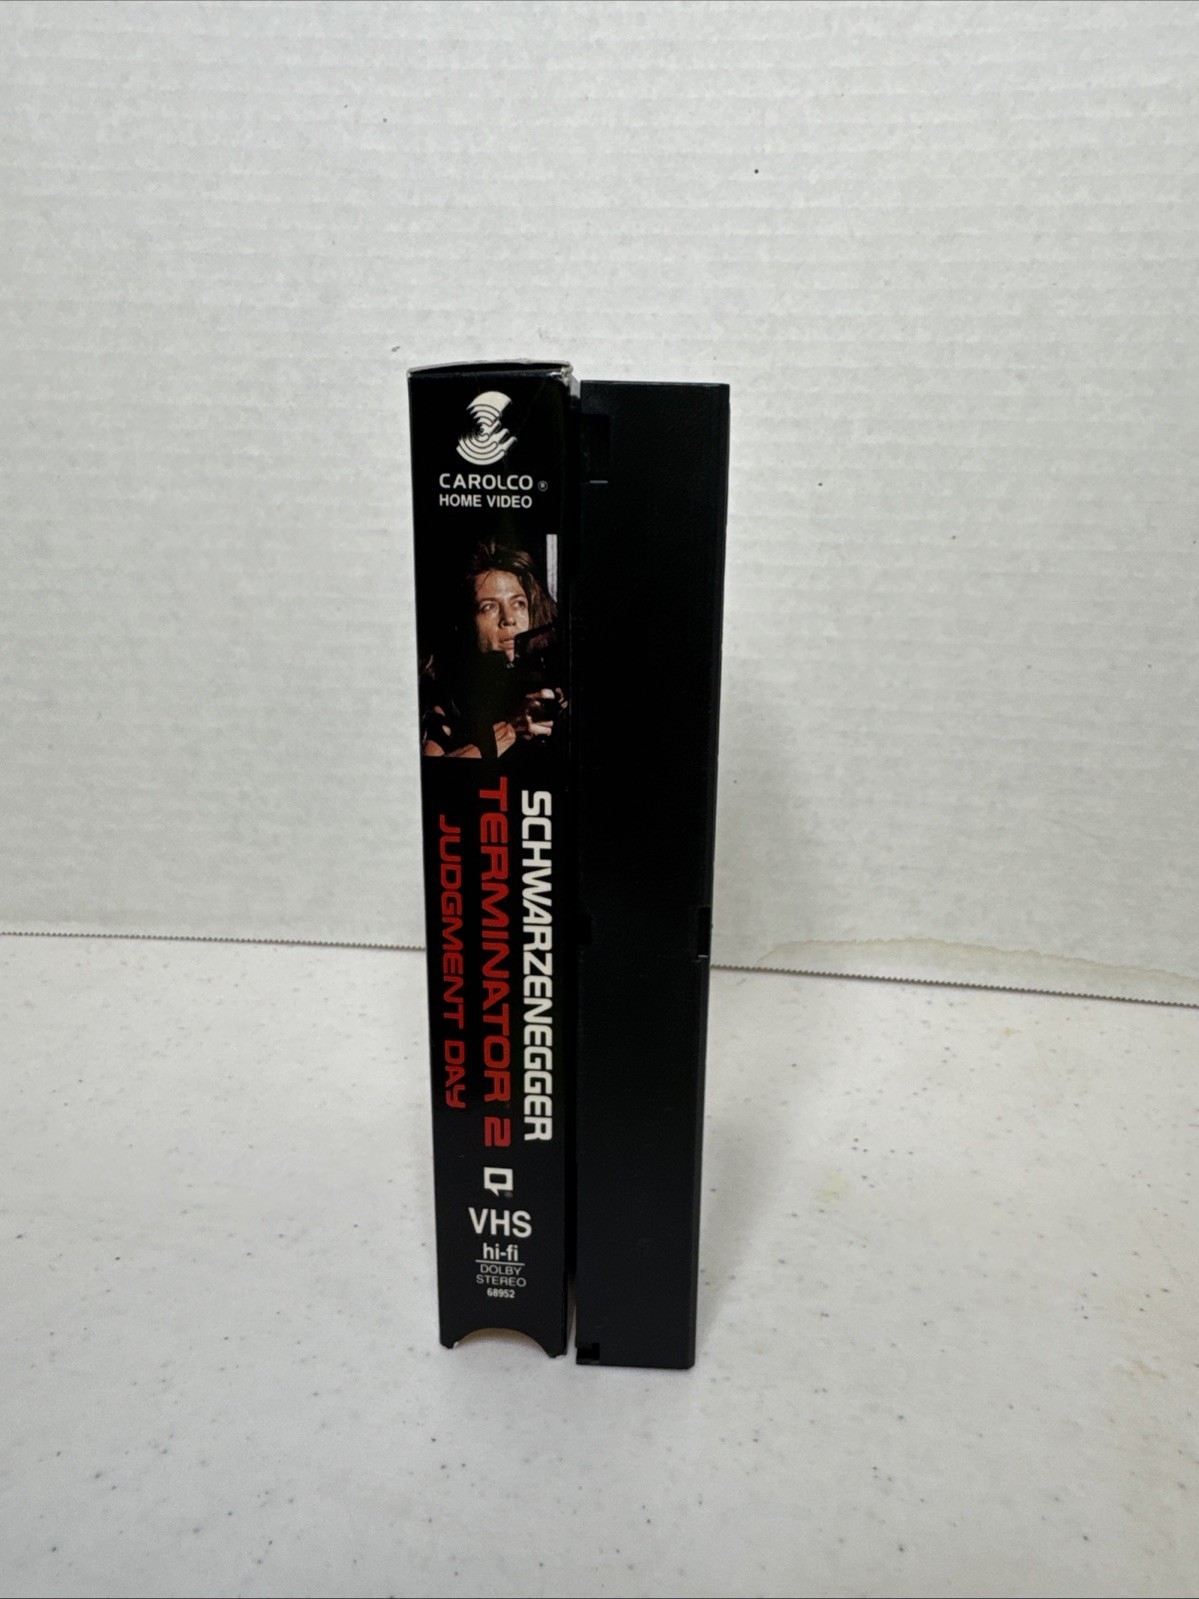 CAROLCO®
HOME VIDEO
SCHWARZENEGGER
TERMINATOR 2
JUDGMENT DAY
VHS
hi-fi
DOLBY
STEREO
68952